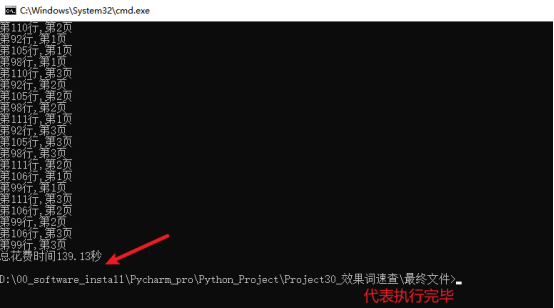 C:\Windows\System32\cmd.exe
第110行,第2页
第92行,第1页
第105行,第1页
第98行,第1页
第110行,第3页
第92行,第2页
第105行,第2页
第98行,第2页
第111行,第1页
第92行,第3页
第105行,第3页
第98行,第3页
第111行,第2页
第106行,第1页
第99行,第1页
第111行,第3页
第106行,第2页
第99行,第2页
第106行,第3页
第99行,第3页
总花费时间139.13秒
D:\00_software_install\Pycharm_pro\Python_Project\Project30_效果词速查\最终文件>
代表执行完毕